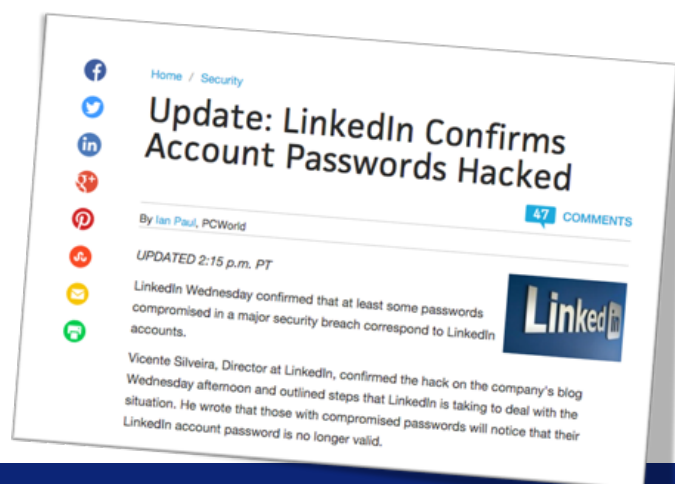 Home / Security
Update: LinkedIn Confirms
Account Passwords Hacked
47 COMMENTS
By Ian Paul, PCWorld
UPDATED 2:15 p.m. PT
LinkedIn Wednesday confirmed that at least some passwords
compromised in a major security breach correspond to LinkedIn
accounts.
Linked in
Vicente Silveira, Director at LinkedIn, confirmed the hack on the company's blog
Wednesday afternoon and outlined steps that LinkedIn is taking to deal with the
situation. He wrote that those with compromised passwords will notice that their
LinkedIn account password is no longer valid.